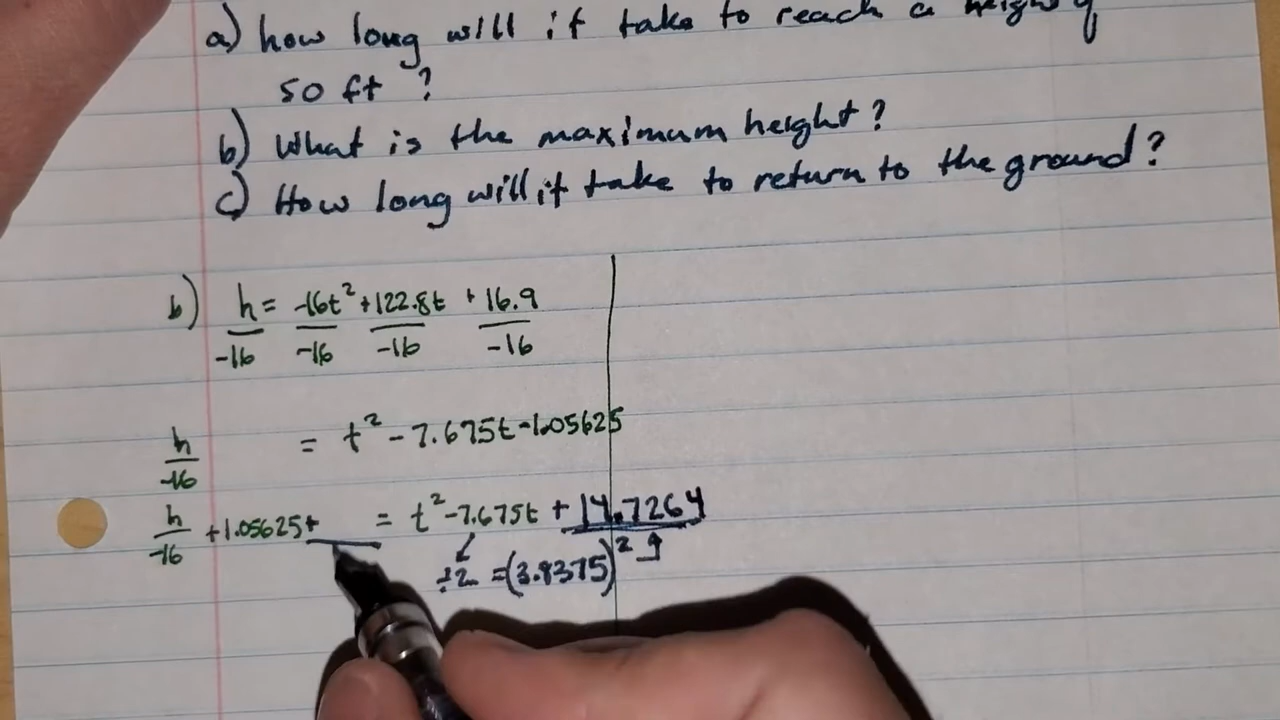 a) how long will it take to reach a height of
50 ft ?
b) What is the maximum height?
c) How long will it take to return to the ground?
b) h = -16t² + 122.8t + 16.9
-16 -16 -16 -16
h/-16 = t² - 7.675t - 1.05625
h/-16 + 1.05625 + = t² - 7.675t + 14.7264
÷2 = (3.8375)²